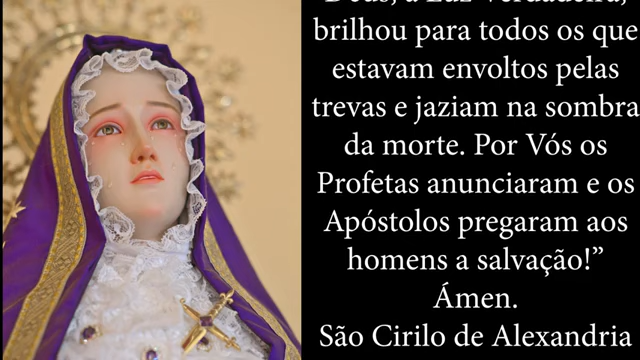 brilhou para todos os que
estavam envoltos pelas
trevas e jaziam na sombra
da morte. Por Vós os
Profetas anunciaram e os
Apóstolos pregaram aos
homens a salvação!”
Ámen.
São Cirilo de Alexandria